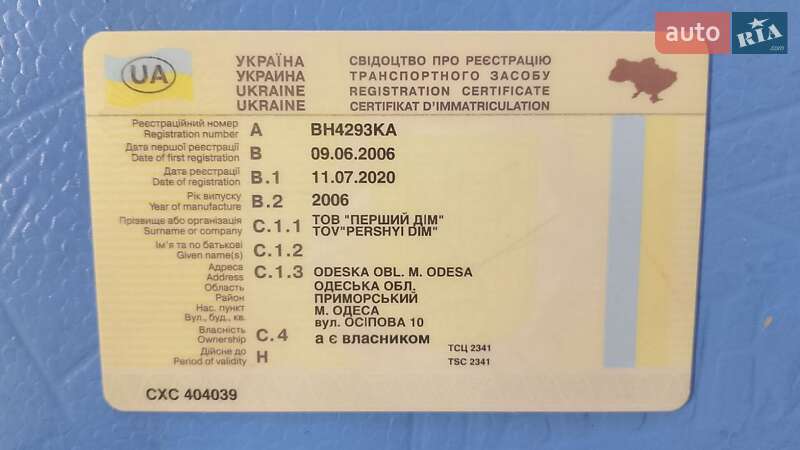 auto RIA.com
UA
УКРАЇНА СВІДОЦТВО ПРО РЕЄСТРАЦІЮ
УКРАИНА ТРАНСПОРТНОГО ЗАСОБУ
UKRAINE REGISTRATION CERTIFICATE
UKRAINE CERTIFIKAT D'IMMATRICULATION
Реєстраційний номер
Registration number A BH4293KA
Дата першої реєстрації
Date of first registration B 09.06.2006
Дата реєстрації
Date of registration B.1 11.07.2020
Рік випуску
Year of manufacture B.2 2006
Прізвище або організація C.1.1 ТОВ "ПЕРШИЙ ДІМ"
Surname or company TOV"PERSHYI DIM"
Ім'я та по батькові
Given name(s) C.1.2
Адреса
Address C.1.3 ODESKA OBL. M. ODESA
Область ОДЕСЬКА ОБЛ.
Район ПРИМОРСЬКИЙ
Нас. пункт М. ОДЕСА
Вул., буд., кв. вул. ОСІПОВА 10
Власність
Ownership C.4 а є власником
ТСЦ 2341
Дійсне до
Period of validity H TSC 2341
CXC 404039